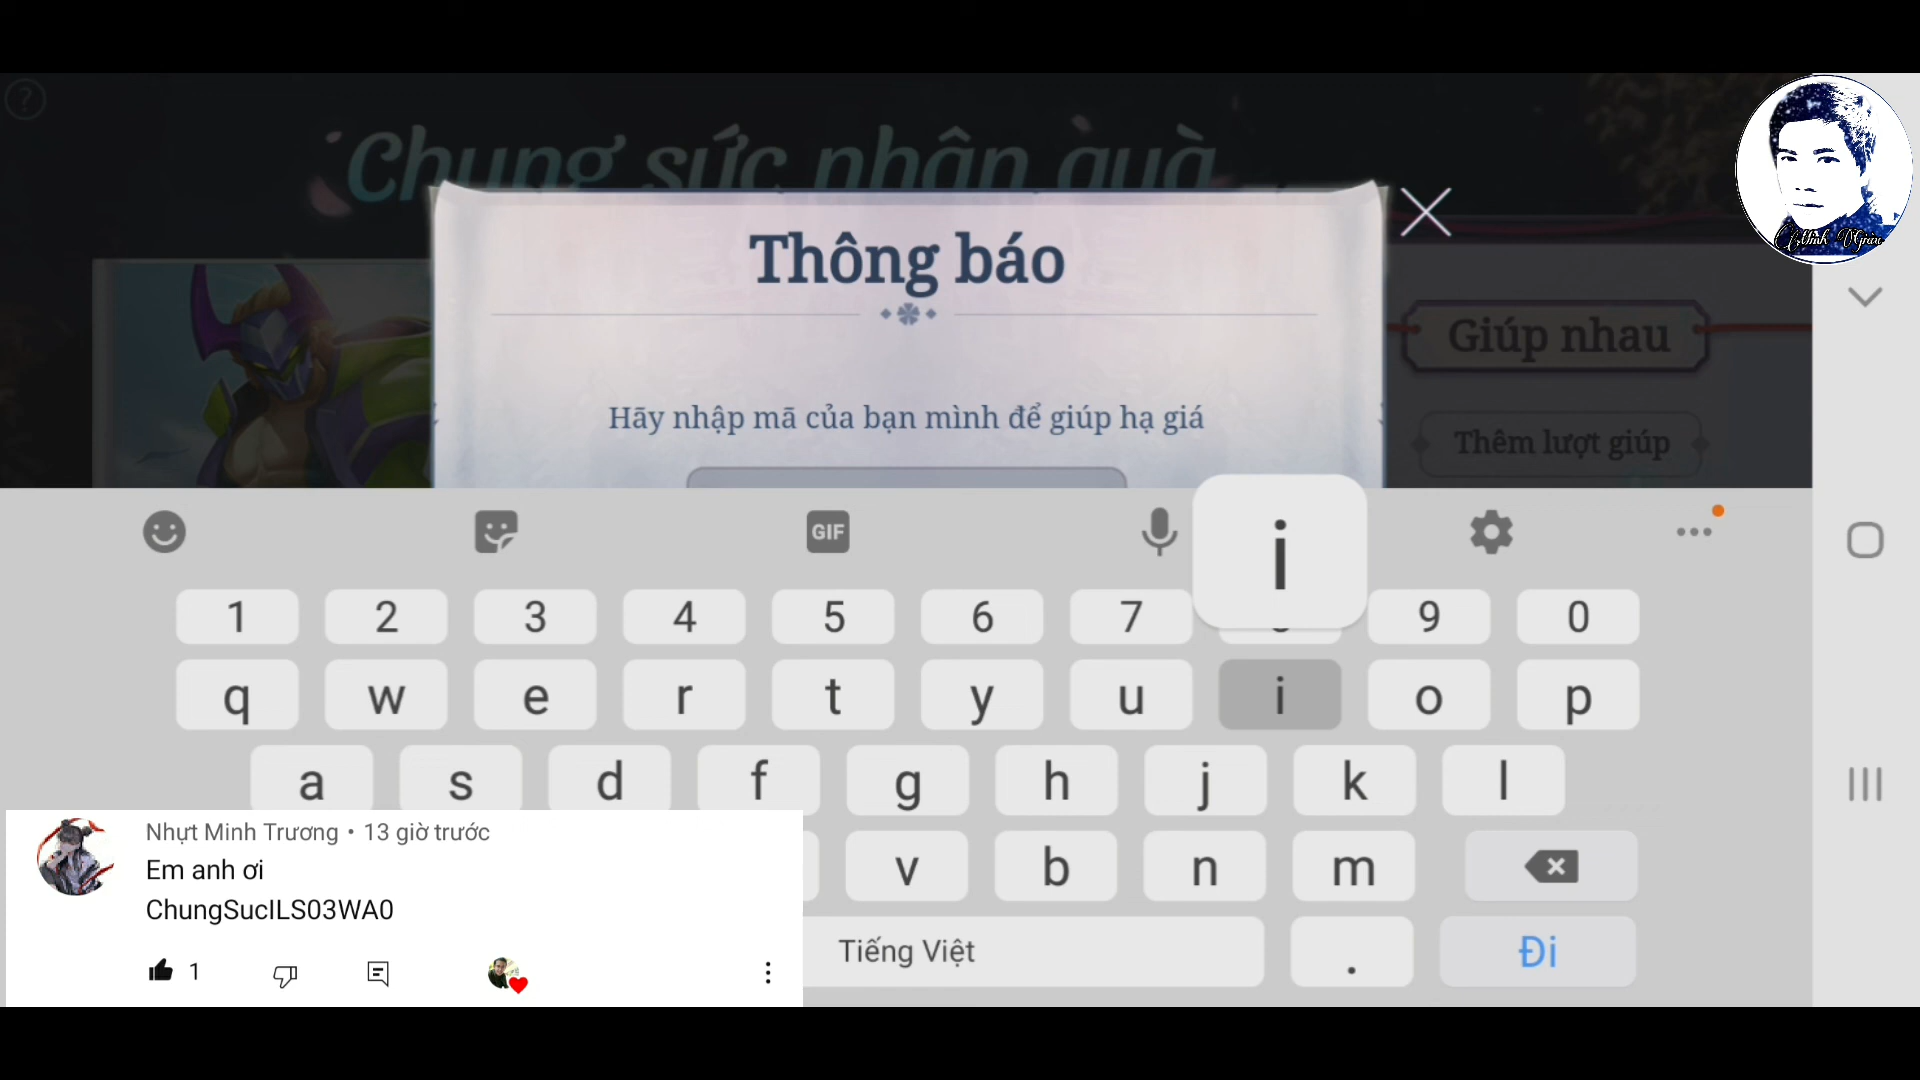 ?
Chung sức nhận quà
Thông báo
Hãy nhập mã của bạn mình để giúp hạ giá
Giúp nhau
Thêm lượt giúp
GIF
i
1 2 3 4 5 6 7 9 0
q w e r t y u i o p
a s d f g h j k l
v b n m
Tiếng Việt . Đi
Nhựt Minh Trương • 13 giờ trước
Em anh ơi
ChungSucILS03WA0
1